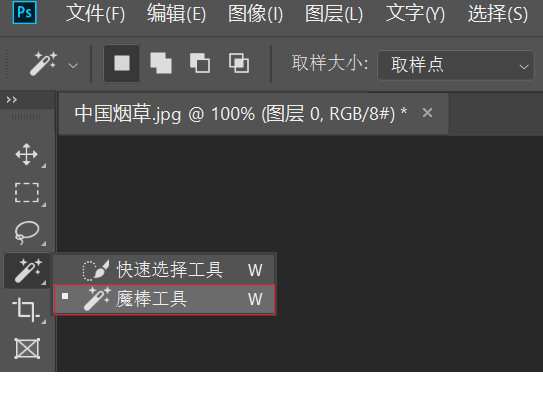 Ps 文件(F) 编辑(E) 图像(I) 图层(L) 文字(Y) 选择(S)
取样大小: 取样点
中国烟草.jpg @ 100% (图层 0, RGB/8#) * ×
快速选择工具 W
魔棒工具 W